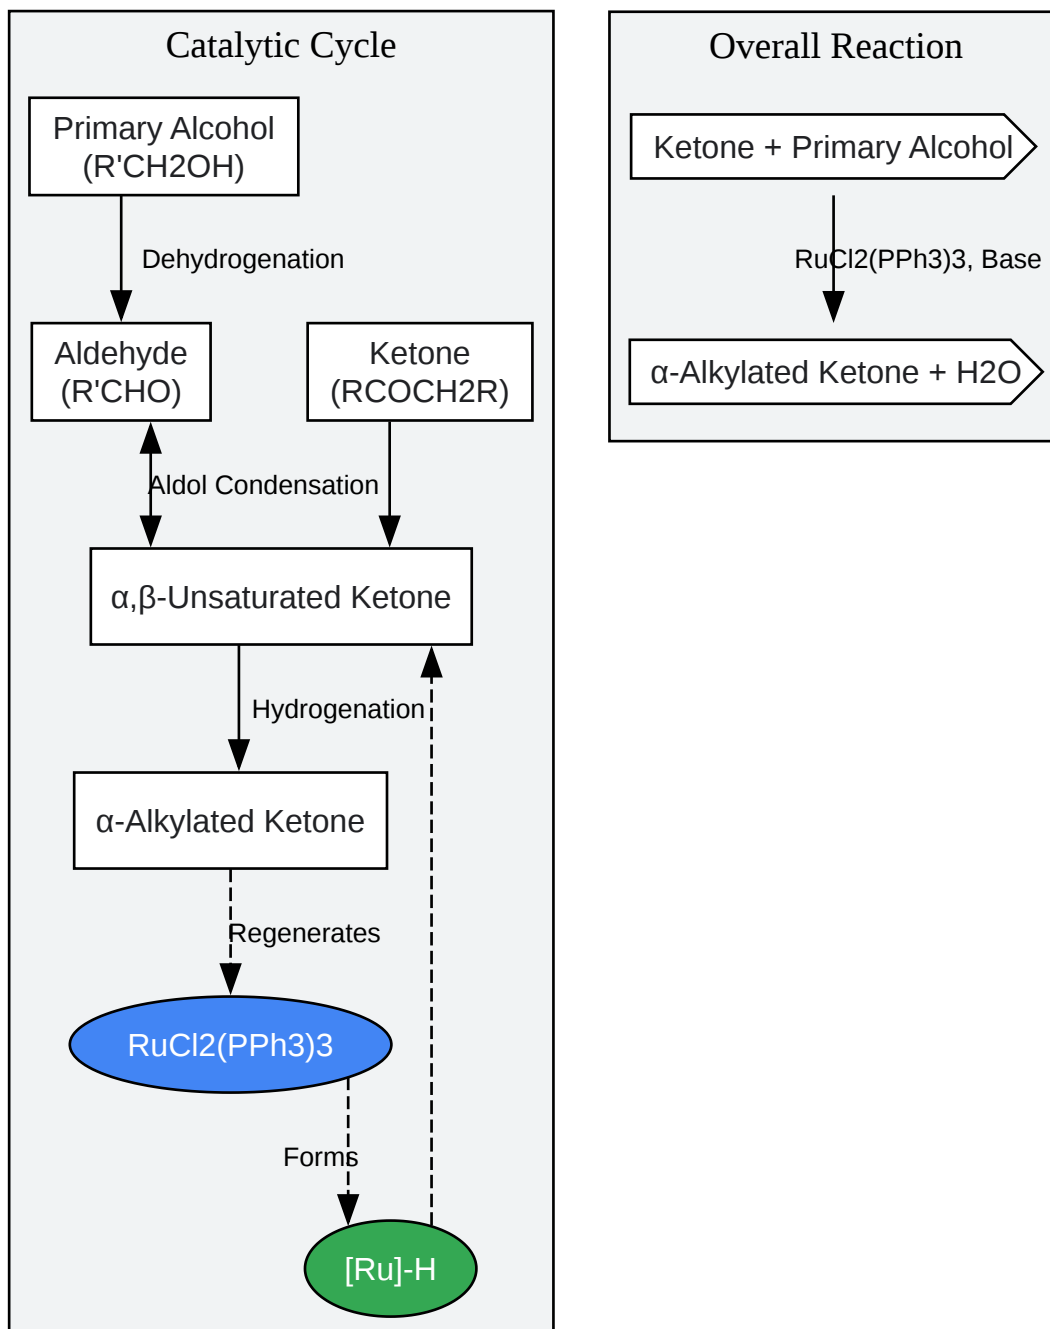 Catalytic Cycle
Primary Alcohol
(R'CH2OH)
Dehydrogenation
Aldehyde
(R'CHO)
Ketone
(RCOCH2R)
Aldol Condensation
α,β-Unsaturated Ketone
Hydrogenation
α-Alkylated Ketone
Regenerates
RuCl2(PPh3)3
Forms
[Ru]-H
Overall Reaction
Ketone + Primary Alcohol
RuCl2(PPh3)3, Base
α-Alkylated Ketone + H2O